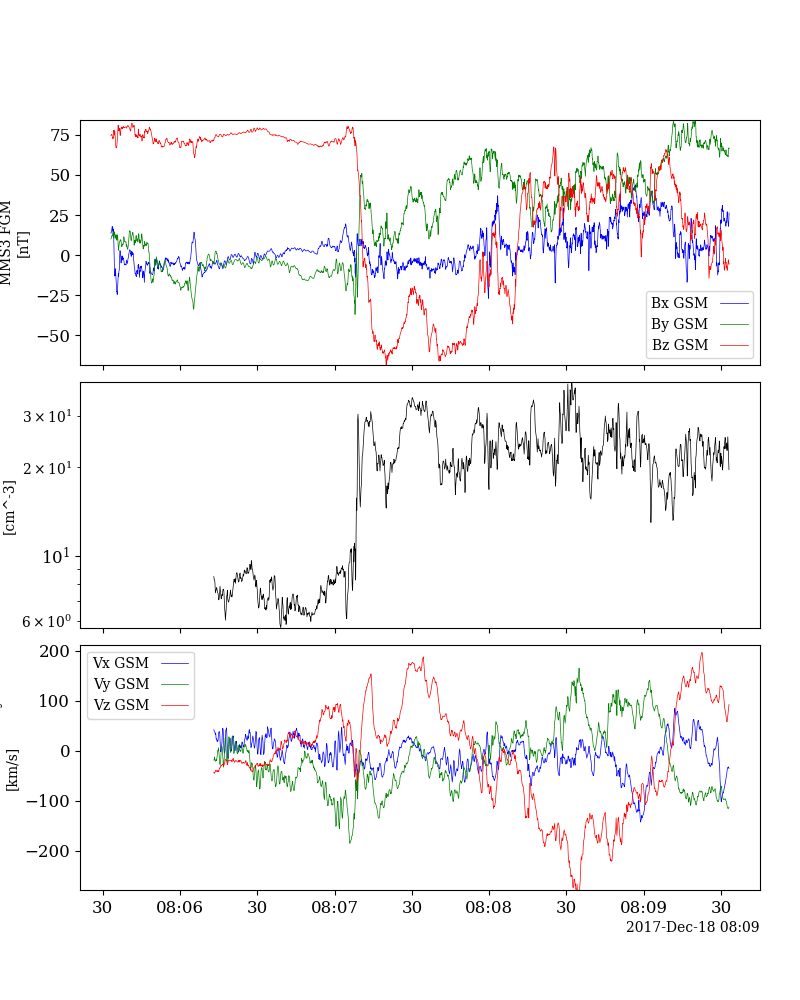 75
50
25
0
−25
−50
MMS3 FGM
[nT]
Bx GSM
By GSM
Bz GSM
3 × 10¹
2 × 10¹
10¹
6 × 10⁰
[cm^-3]
200
100
0
−100
−200
[km/s]
Vx GSM
Vy GSM
Vz GSM
30 08:06 30 08:07 30 08:08 30 08:09 30
2017-Dec-18 08:09